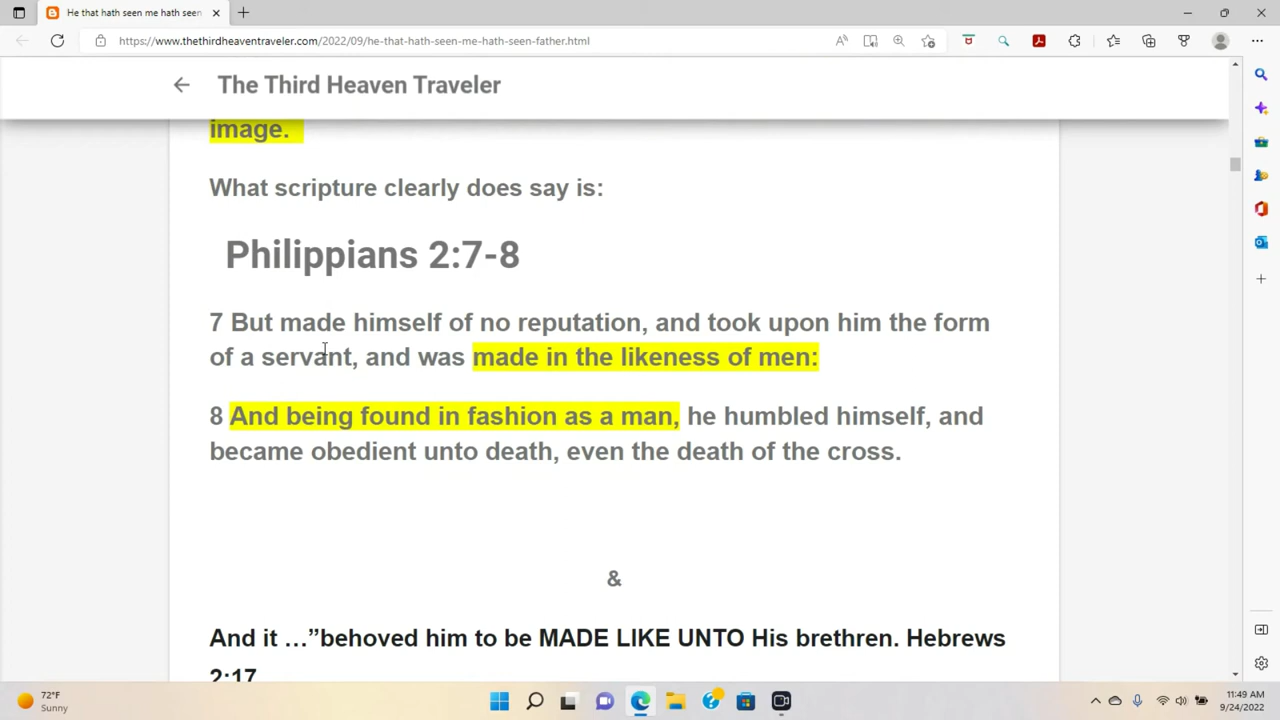 He that hath seen me hath seen
https://www.thethirdheaventraveler.com/2022/09/he-that-hath-seen-me-hath-seen-father.html
The Third Heaven Traveler
image.
What scripture clearly does say is:
Philippians 2:7-8
7 But made himself of no reputation, and took upon him the form
of a servant, and was made in the likeness of men:
8 And being found in fashion as a man, he humbled himself, and
became obedient unto death, even the death of the cross.
&
And it …”behoved him to be MADE LIKE UNTO His brethren. Hebrews
2:17
72°F
Sunny
11:49 AM
9/24/2022